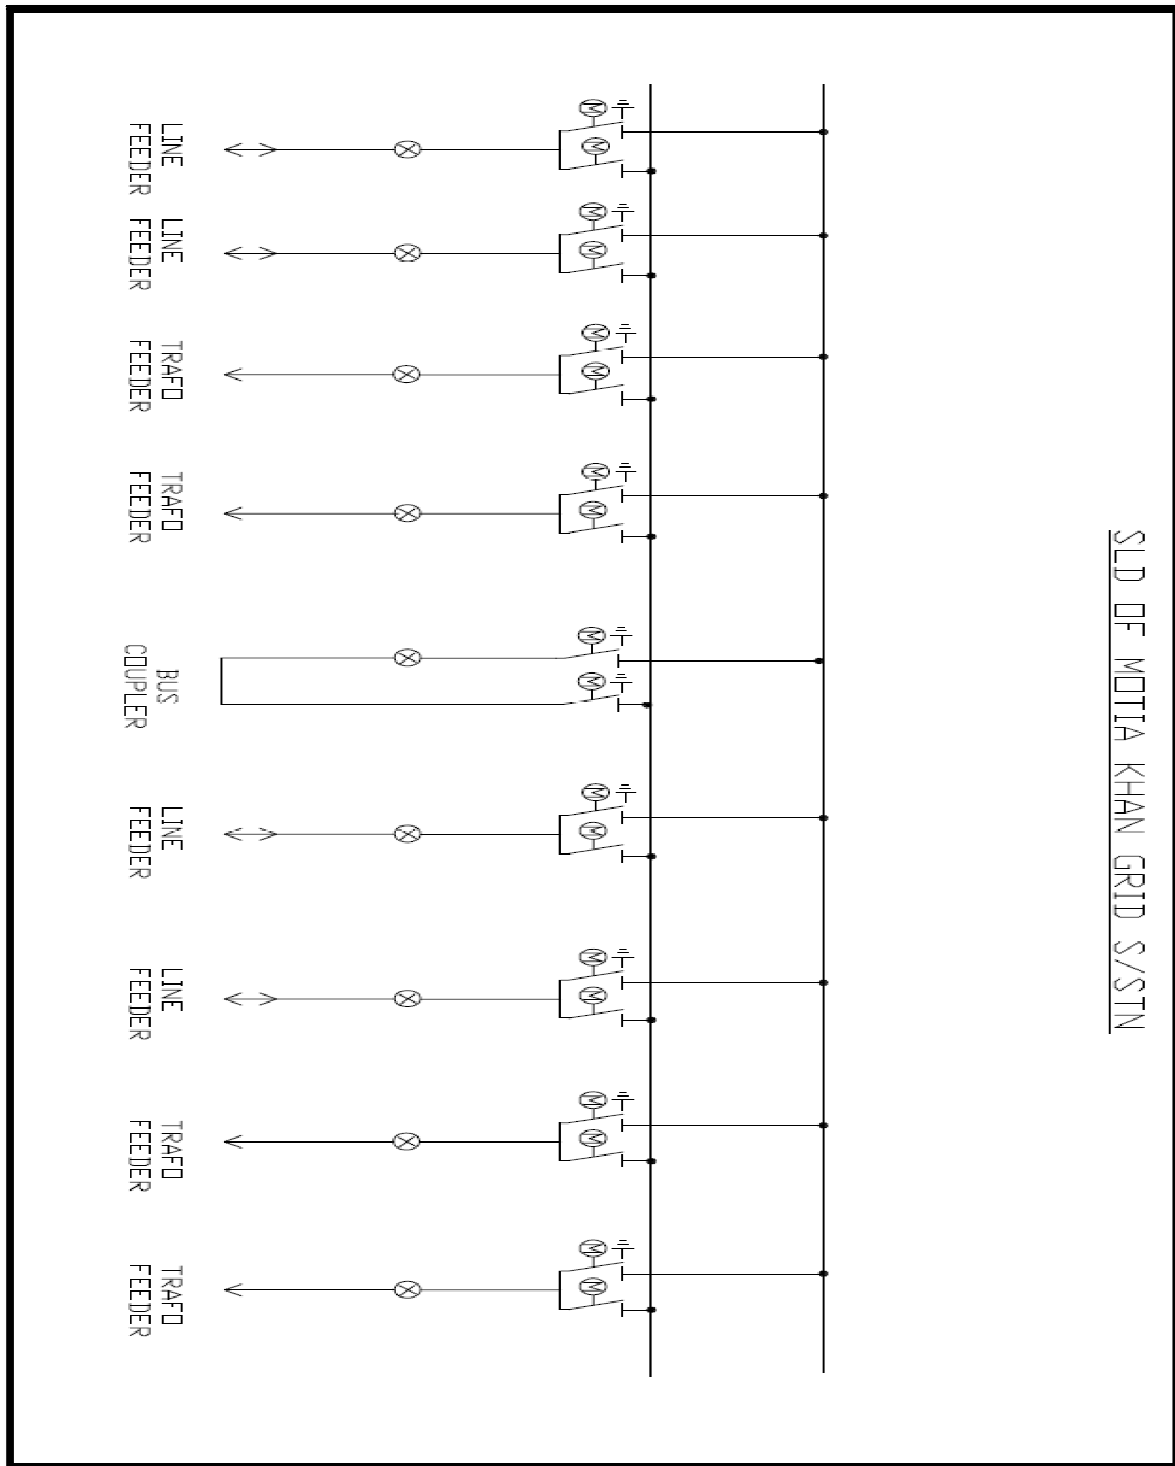 SLD OF MOTIA KHAN GRID S/STN
M M M M M M M M M M M M M M M M M M
LINE
FEEDER
LINE
FEEDER
TRAFO
FEEDER
TRAFO
FEEDER
BUS
COUPLER
LINE
FEEDER
LINE
FEEDER
TRAFO
FEEDER
TRAFO
FEEDER